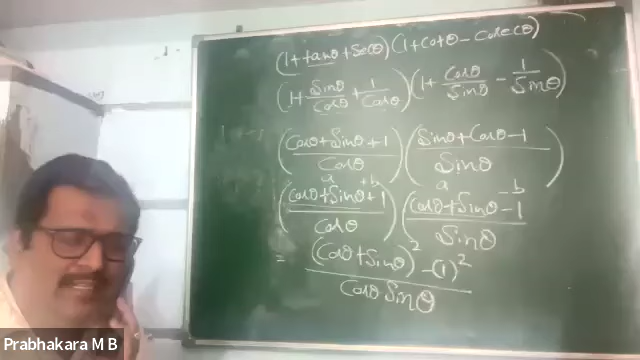 (1+tanθ+Secθ)(1+Cotθ-Cosecθ)
(1+Sinθ/Cosθ+1/Cosθ)(1+Cosθ/Sinθ-1/Sinθ)
(Cosθ+Sinθ+1/Cosθ)(Sinθ+Cosθ-1/Sinθ)
a +b a -b
(Cosθ+Sinθ+1/Cosθ)(Cosθ+Sinθ-1/Sinθ)
= (Cosθ+Sinθ)²-(1)²/Cosθ Sinθ
Prabhakara M B